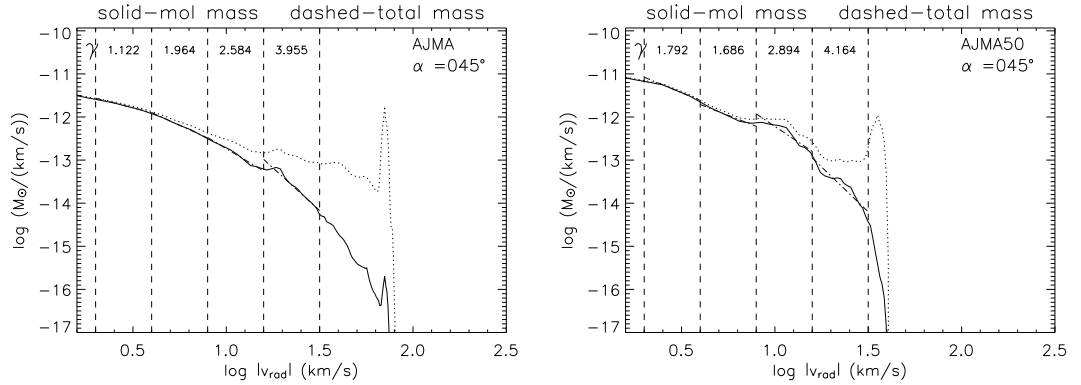 solid-mol mass dashed-total mass
γ 1.122 1.964 2.584 3.955
AJMA
α =045°
-10
-11
-12
-13
-14
-15
-16
-17
log (M⊙/(km/s))
0.5 1.0 1.5 2.0 2.5
log |vrad| (km/s)
solid-mol mass dashed-total mass
γ 1.792 1.686 2.894 4.164
AJMA50
α =045°
-10
-11
-12
-13
-14
-15
-16
-17
log (M⊙/(km/s))
0.5 1.0 1.5 2.0 2.5
log |vrad| (km/s)